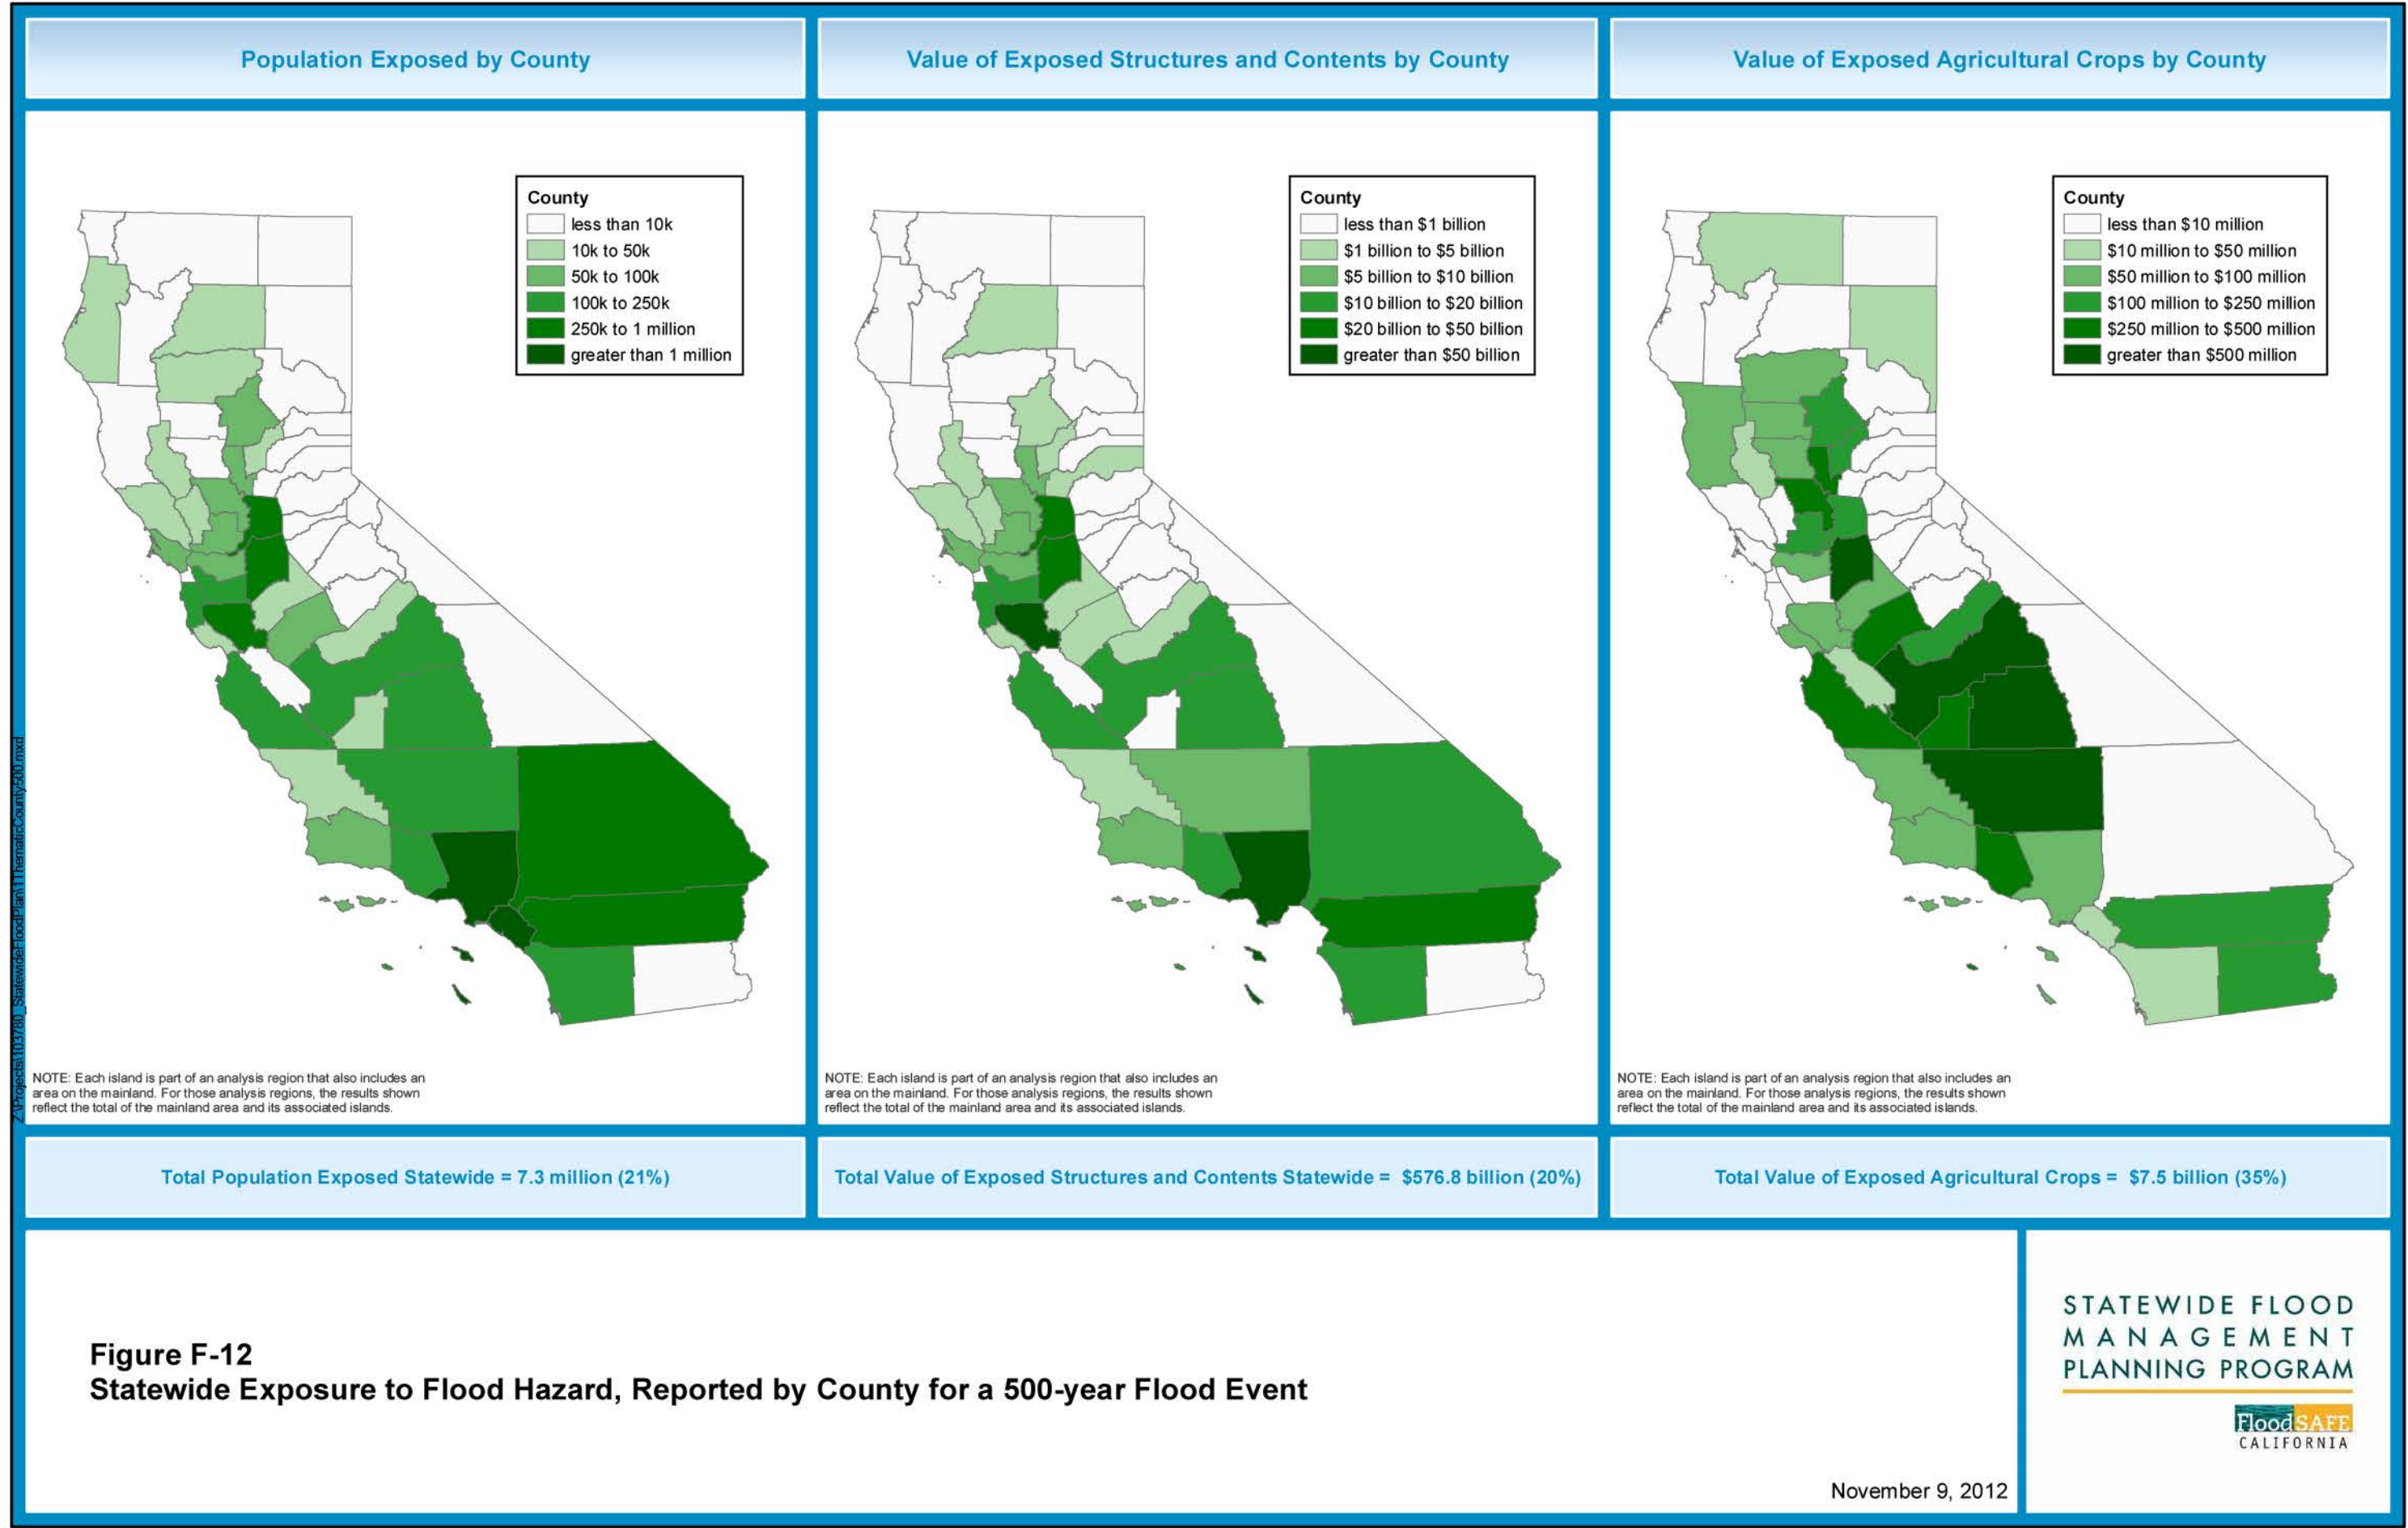 Population Exposed by County
Value of Exposed Structures and Contents by County
Value of Exposed Agricultural Crops by County
County
less than 10k
10k to 50k
50k to 100k
100k to 250k
250k to 1 million
greater than 1 million
County
less than $1 billion
$1 billion to $5 billion
$5 billion to $10 billion
$10 billion to $20 billion
$20 billion to $50 billion
greater than $50 billion
County
less than $10 million
$10 million to $50 million
$50 million to $100 million
$100 million to $250 million
$250 million to $500 million
greater than $500 million
Z:\Projects\103780_StatewideFloodPlan\1ThematicCounty500.mxd
NOTE: Each island is part of an analysis region that also includes an
area on the mainland. For those analysis regions, the results shown
reflect the total of the mainland area and its associated islands.
NOTE: Each island is part of an analysis region that also includes an
area on the mainland. For those analysis regions, the results shown
reflect the total of the mainland area and its associated islands.
NOTE: Each island is part of an analysis region that also includes an
area on the mainland. For those analysis regions, the results shown
reflect the total of the mainland area and its associated islands.
Total Population Exposed Statewide = 7.3 million (21%)
Total Value of Exposed Structures and Contents Statewide = $576.8 billion (20%)
Total Value of Exposed Agricultural Crops = $7.5 billion (35%)
Figure F-12
Statewide Exposure to Flood Hazard, Reported by County for a 500-year Flood Event
November 9, 2012
STATEWIDE FLOOD
MANAGEMENT
PLANNING PROGRAM
FloodSAFE
CALIFORNIA